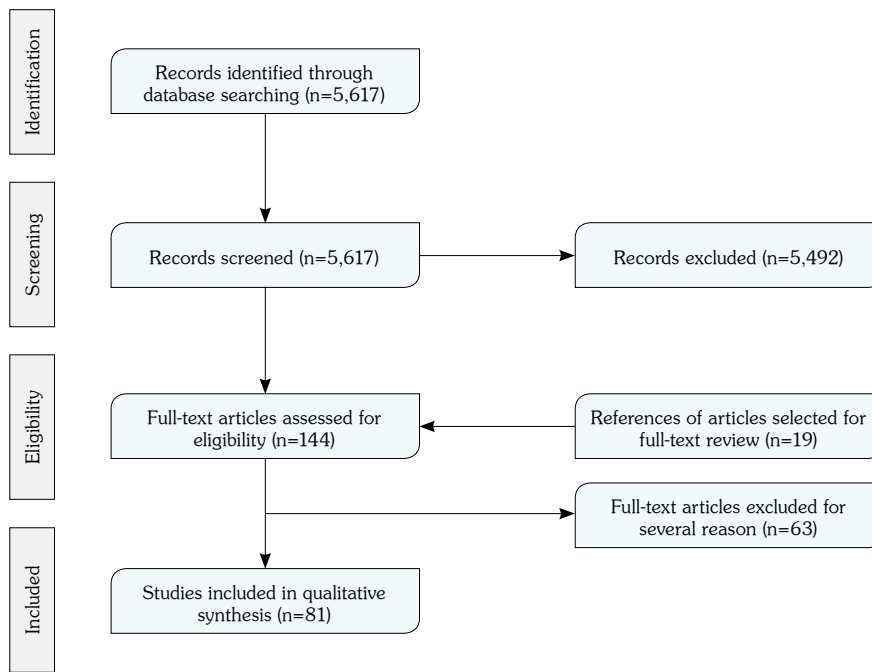 Identification
Records identified through
database searching (n=5,617)
Screening
Records screened (n=5,617)
Records excluded (n=5,492)
Eligibility
Full-text articles assessed for
eligibility (n=144)
References of articles selected for
full-text review (n=19)
Full-text articles excluded for
several reason (n=63)
Included
Studies included in qualitative
synthesis (n=81)